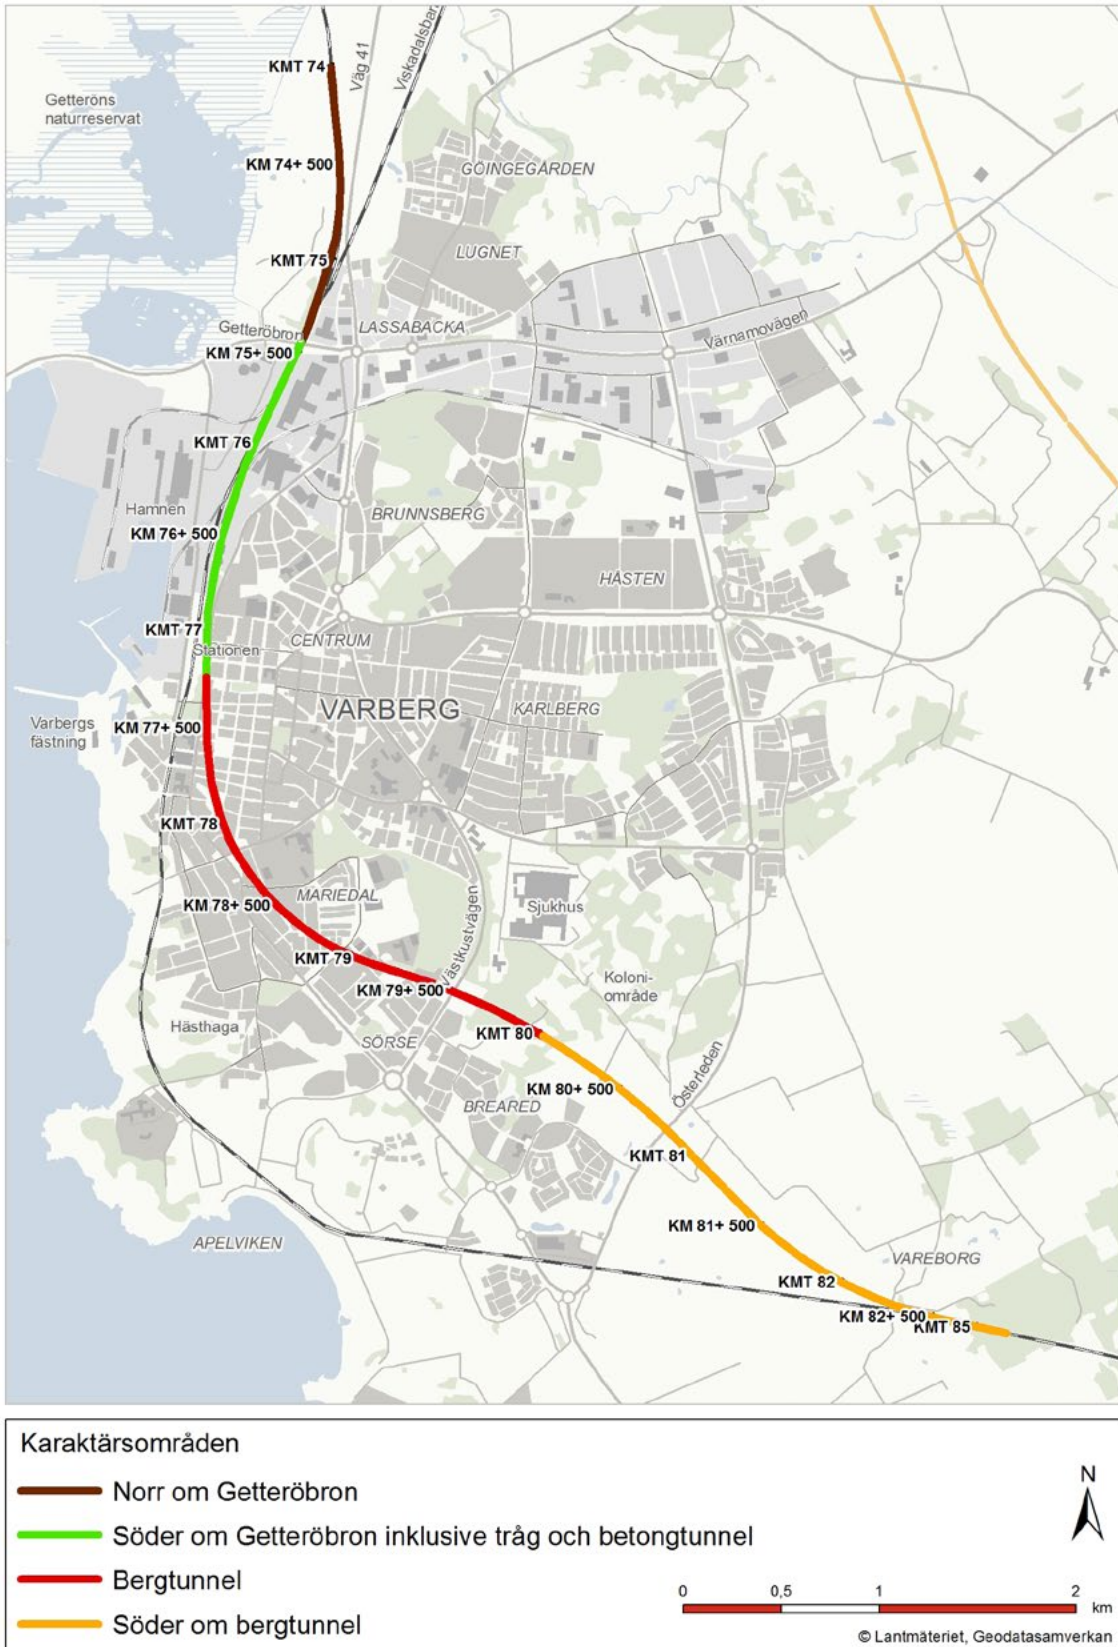 KMT 74
Väg 41
Viskadalsbar
Getteröns
naturreservat
KM 74+ 500
GÖINGEGÅRDEN
KMT 75
LUGNET
Getteröbron
LASSABACKA
Värnamovägen
KM 75+ 500
KMT 76
Hamnen
BRUNNSBERG
KM 76+ 500
HÅSTEN
KMT 77
CENTRUM
Stationen
VARBERG
KARLBERG
Varbergs
fästning
KM 77+ 500
KMT 78
MARIEDAL
KM 78+ 500
Sjukhus
Västkustvägen
KMT 79
KM 79+ 500
Koloni-
område
Hästhaga
SÖRSE
KMT 80
Österleden
KM 80+ 500
BREARED
KMT 81
KM 81+ 500
APELVIKEN
VAREBORG
KMT 82
KM 82+ 500
KMT 85
Karaktärsområden
Norr om Getteröbron
Söder om Getteröbron inklusive tråg och betongtunnel
Bergtunnel
Söder om bergtunnel
N
0 0,5 1 2
km
© Lantmäteriet, Geodatasamverkan